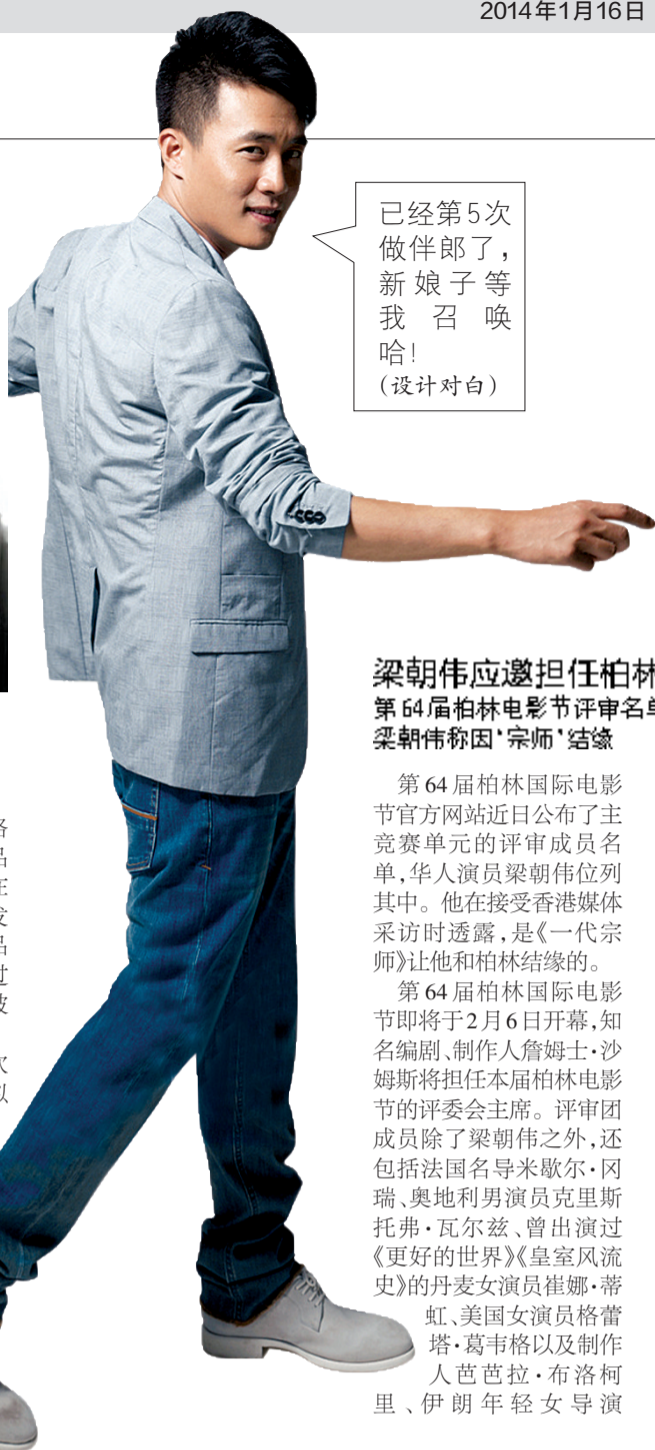 2014年1月16日
已经第5次
做伴郎了，
新娘子等
我召唤
哈！
(设计对白)
梁朝伟应邀担任柏林
第64届柏林电影节评审名单
梁朝伟称因“宗师”结缘
第64届柏林国际电影
节官方网站近日公布了主
竞赛单元的评审成员名
单，华人演员梁朝伟位列
其中。他在接受香港媒体
采访时透露，是《一代宗
师》让他和柏林结缘的。
第64届柏林国际电影
节即将于2月6日开幕，知
名编剧、制作人詹姆士·沙
姆斯将担任本届柏林电影
节的评委会主席。评审团
成员除了梁朝伟之外，还
包括法国名导米歇尔·冈
瑞、奥地利男演员克里斯
托弗·瓦尔兹、曾出演过
《更好的世界》《皇室风流
史》的丹麦女演员崔娜·蒂
虹、美国女演员格蕾
塔·葛韦格以及制作
人芭芭拉·布洛柯
里、伊朗年轻女导演